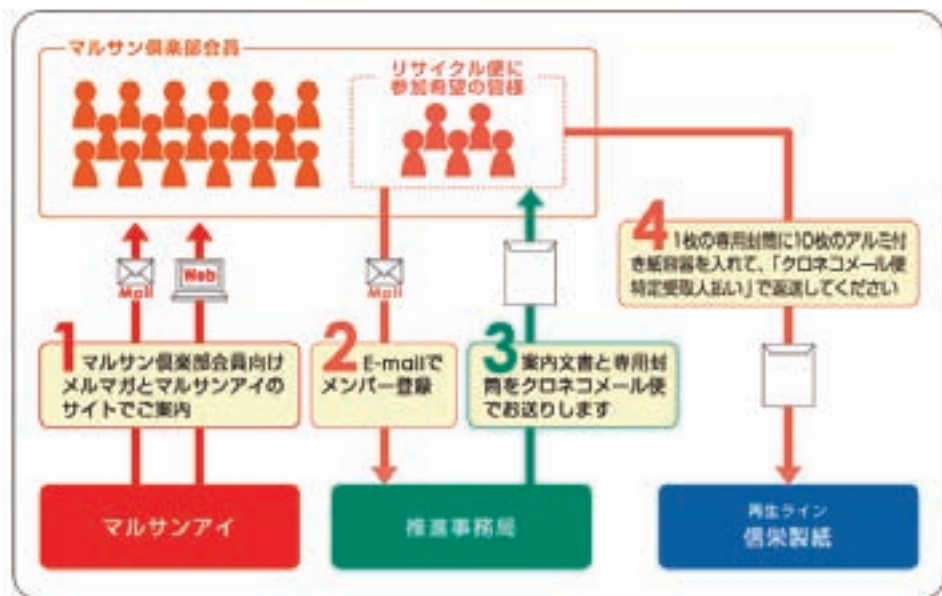 マルサン倶楽部会員
リサイクル便に
参加希望の皆様
Mail
Web
Mail
1
マルサン倶楽部会員向け
メルマガとマルサンアイの
サイトでご案内
2
E-mailで
メンバー登録
3
案内文書と専用封
筒をクロネコメール便
でお送りします
4
1枚の専用封筒に10枚のアルミ付
き紙容器を入れて、「クロネコメール便
特定受取人払い」で返送してください
マルサンアイ
推進事務局
再生ライン
信栄製紙